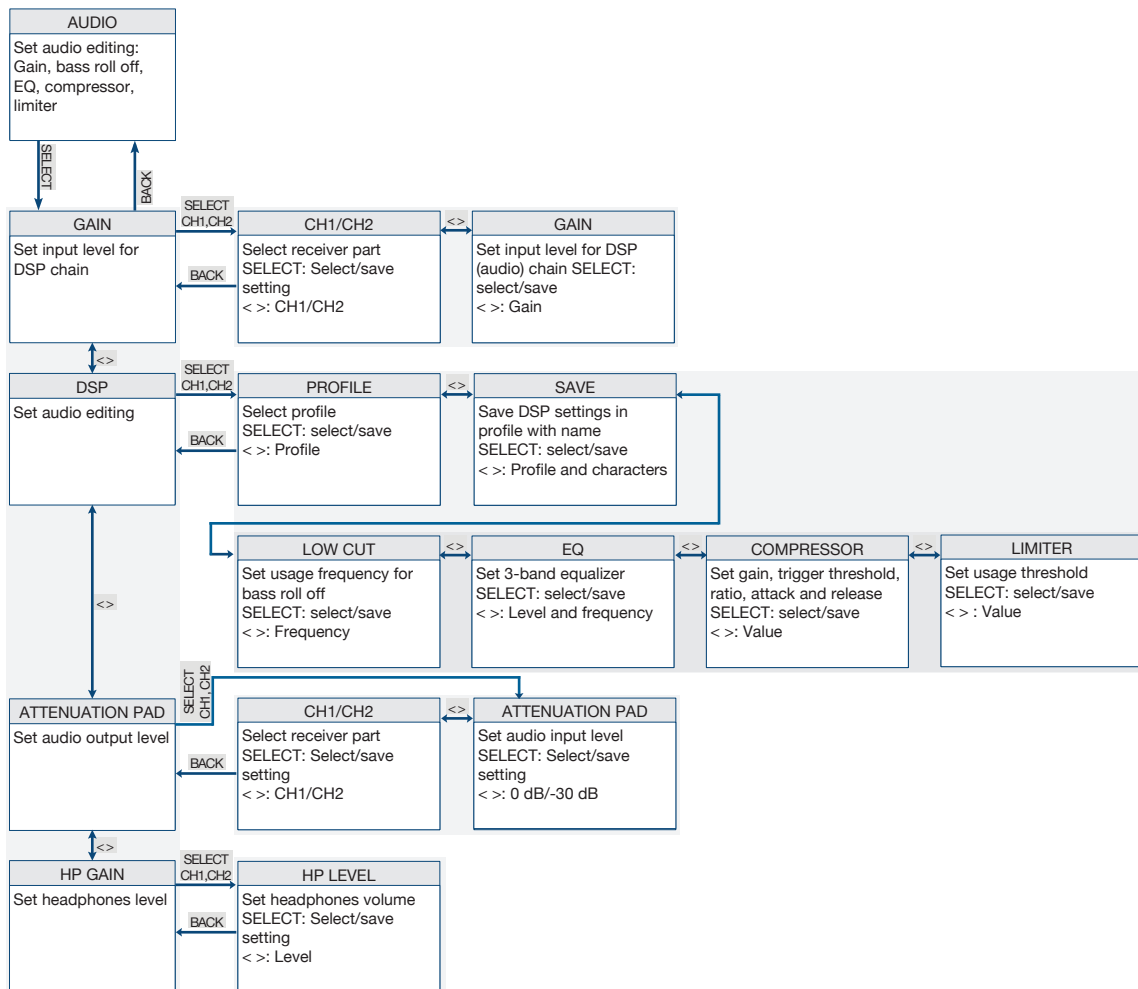 AUDIO
Set audio editing:
Gain, bass roll off,
EQ, compressor,
limiter
SELECT
BACK
GAIN
Set input level for
DSP chain
SELECT
CH1,CH2
BACK
CH1/CH2
Select receiver part
SELECT: Select/save
setting
< >: CH1/CH2
<>
GAIN
Set input level for DSP
(audio) chain SELECT:
select/save
< >: Gain
<>
DSP
Set audio editing
SELECT
CH1,CH2
BACK
PROFILE
Select profile
SELECT: select/save
< >: Profile
<>
SAVE
Save DSP settings in
profile with name
SELECT: select/save
< >: Profile and characters
LOW CUT
Set usage frequency for
bass roll off
SELECT: select/save
< >: Frequency
<>
EQ
Set 3-band equalizer
SELECT: select/save
< >: Level and frequency
<>
COMPRESSOR
Set gain, trigger threshold,
ratio, attack and release
SELECT: select/save
< >: Value
<>
LIMITER
Set usage threshold
SELECT: select/save
< > : Value
<>
ATTENUATION PAD
Set audio output level
SELECT
CH1, CH2
BACK
CH1/CH2
Select receiver part
SELECT: Select/save
setting
< >: CH1/CH2
<>
ATTENUATION PAD
Set audio input level
SELECT: Select/save
setting
< >: 0 dB/-30 dB
<>
HP GAIN
Set headphones level
SELECT
CH1,CH2
BACK
HP LEVEL
Set headphones volume
SELECT: Select/save
setting
< >: Level